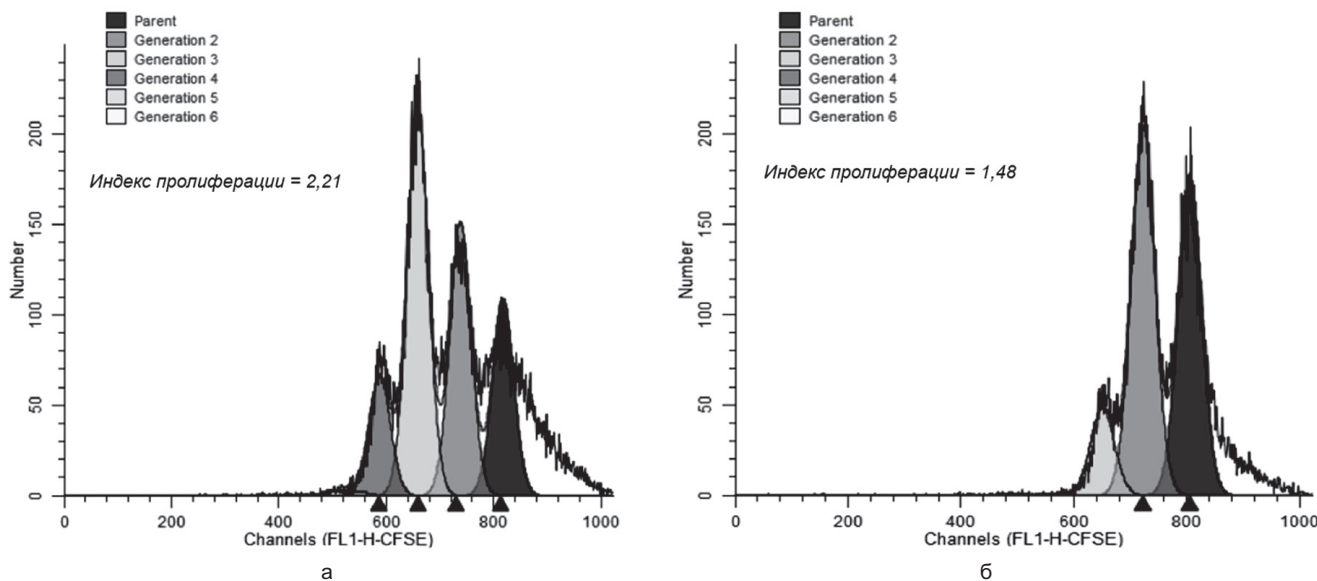 Parent
Generation 2
Generation 3
Generation 4
Generation 5
Generation 6
Индекс пролиферации = 2,21
Number
0 50 100 150 200
0 200 400 600 800 1000
Channels (FL1-H-CFSE)
а
Parent
Generation 2
Generation 3
Generation 4
Generation 5
Generation 6
Индекс пролиферации = 1,48
Number
0 50 100 150 200
0 200 400 600 800 1000
Channels (FL1-H-CFSE)
б